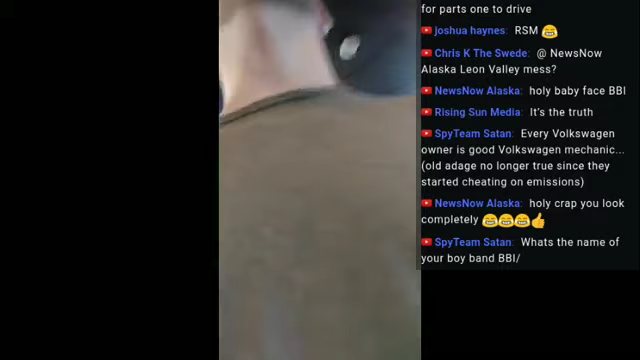 for parts one to drive
joshua haynes: RSM 😂
Chris K The Swede: @ NewsNow
Alaska Leon Valley mess?
NewsNow Alaska: holy baby face BBI
Rising Sun Media: It's the truth
SpyTeam Satan: Every Volkswagen
owner is good Volkswagen mechanic...
(old adage no longer true since they
started cheating on emissions)
NewsNow Alaska: holy crap you look
completely 😂😂😂👍
SpyTeam Satan: Whats the name of
your boy band BBI/